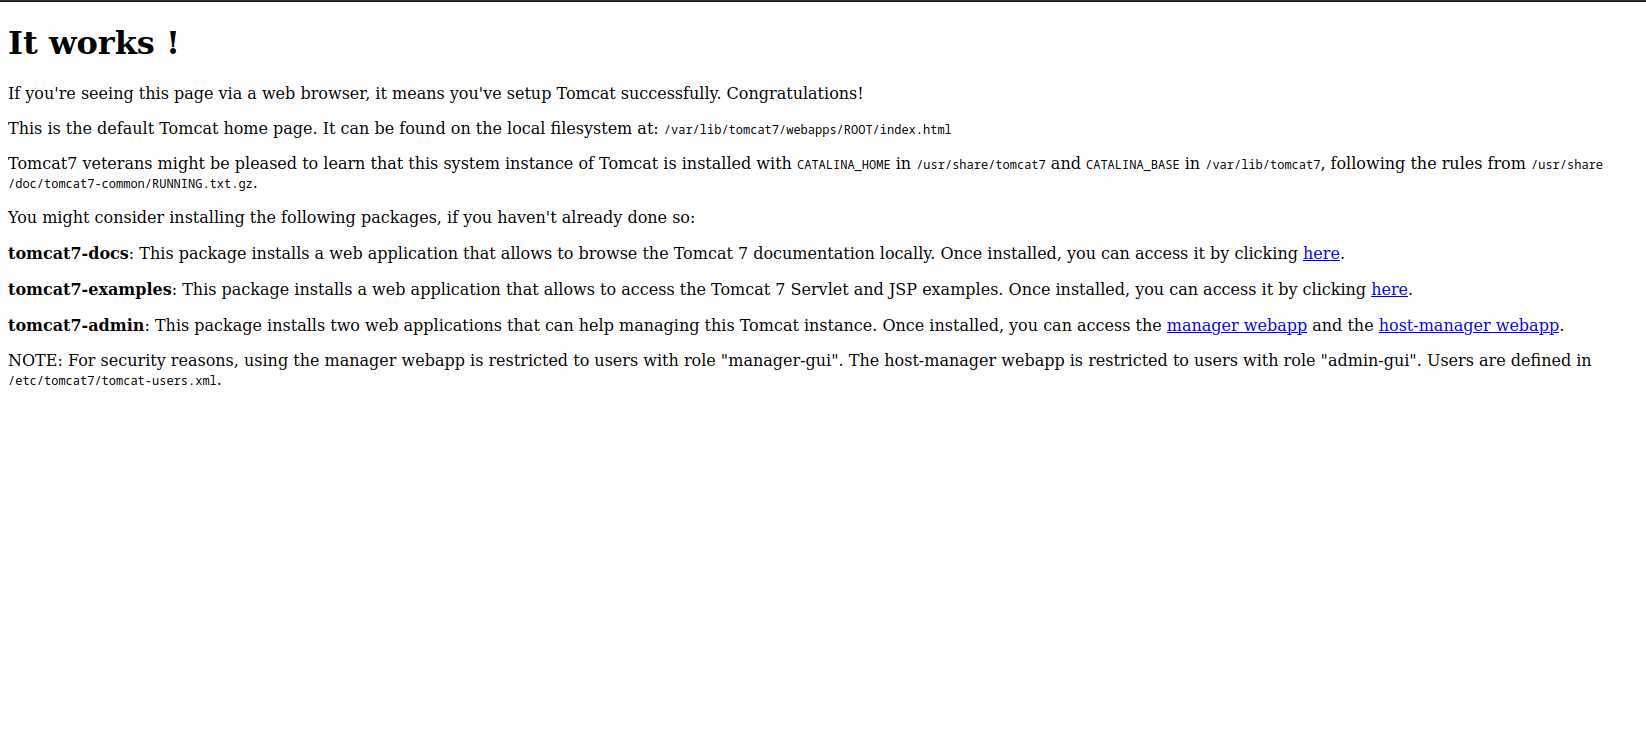 It works !
If you're seeing this page via a web browser, it means you've setup Tomcat successfully. Congratulations!
This is the default Tomcat home page. It can be found on the local filesystem at: /var/lib/tomcat7/webapps/ROOT/index.html
Tomcat7 veterans might be pleased to learn that this system instance of Tomcat is installed with CATALINA_HOME in /usr/share/tomcat7 and CATALINA_BASE in /var/lib/tomcat7, following the rules from /usr/share
/doc/tomcat7-common/RUNNING.txt.gz.
You might consider installing the following packages, if you haven't already done so:
tomcat7-docs: This package installs a web application that allows to browse the Tomcat 7 documentation locally. Once installed, you can access it by clicking here.
tomcat7-examples: This package installs a web application that allows to access the Tomcat 7 Servlet and JSP examples. Once installed, you can access it by clicking here.
tomcat7-admin: This package installs two web applications that can help managing this Tomcat instance. Once installed, you can access the manager webapp and the host-manager webapp.
NOTE: For security reasons, using the manager webapp is restricted to users with role "manager-gui". The host-manager webapp is restricted to users with role "admin-gui". Users are defined in
/etc/tomcat7/tomcat-users.xml.